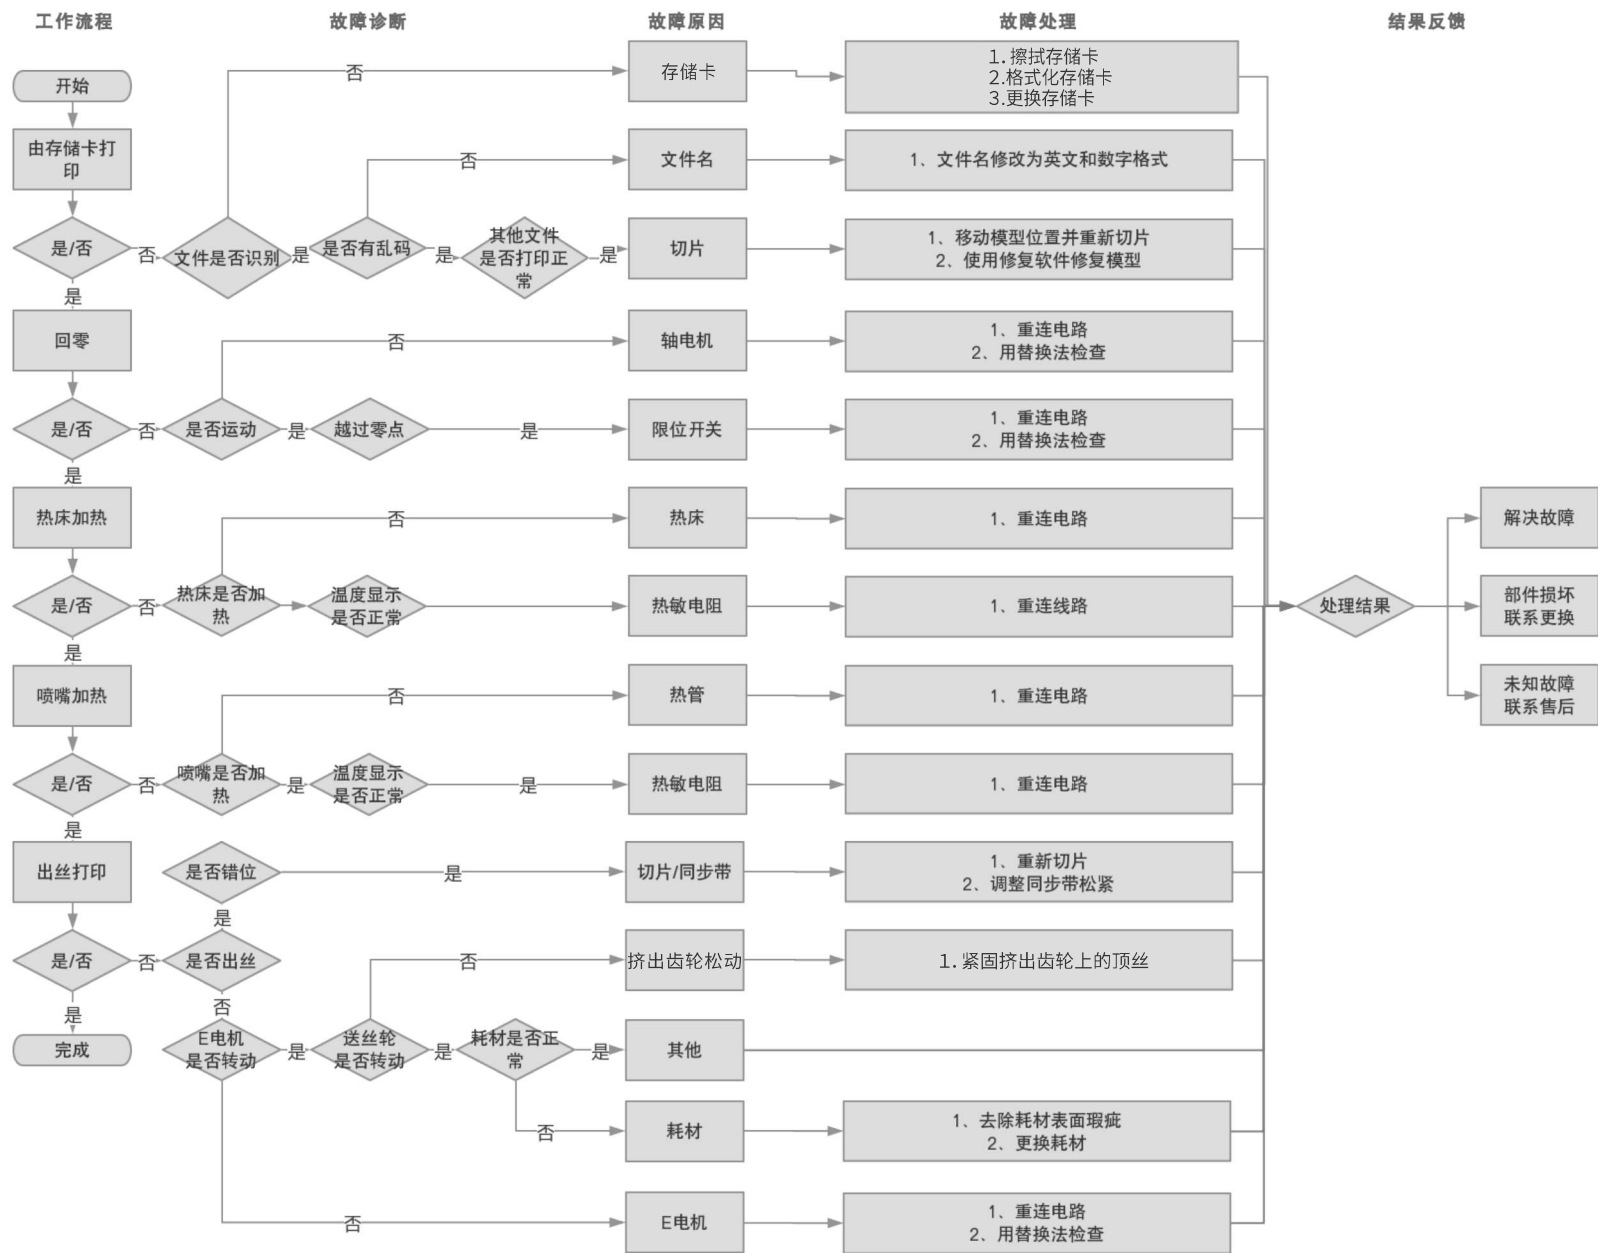 工作流程
故障诊断
故障原因
故障处理
结果反馈
开始
否
存储卡
1.擦拭存储卡
2.格式化存储卡
3.更换存储卡
由存储卡打
印
否
文件名
1、文件名修改为英文和数字格式
是/否
否
文件是否识别
是
是否有乱码
是
其他文件
是否打印正
常
是
切片
1、移动模型位置并重新切片
2、使用修复软件修复模型
是
回零
否
轴电机
1、重连电路
2、用替换法检查
是/否
否
是否运动
是
越过零点
是
限位开关
1、重连电路
2、用替换法检查
是
热床加热
否
热床
1、重连电路
解决故障
是/否
否
热床是否加
热
温度显示
是否正常
热敏电阻
1、重连线路
处理结果
部件损坏
联系更换
是
喷嘴加热
否
热管
1、重连电路
未知故障
联系售后
是/否
否
喷嘴是否加
热
是
温度显示
是否正常
是
热敏电阻
1、重连电路
是
出丝打印
是否错位
是
切片/同步带
1、重新切片
2、调整同步带松紧
是
是/否
否
是否出丝
否
挤出齿轮松动
1.紧固挤出齿轮上的顶丝
是
否
完成
E电机
是否转动
是
送丝轮
是否转动
是
耗材是否正
常
是
其他
否
耗材
1、去除耗材表面瑕疵
2、更换耗材
否
E电机
1、重连电路
2、用替换法检查